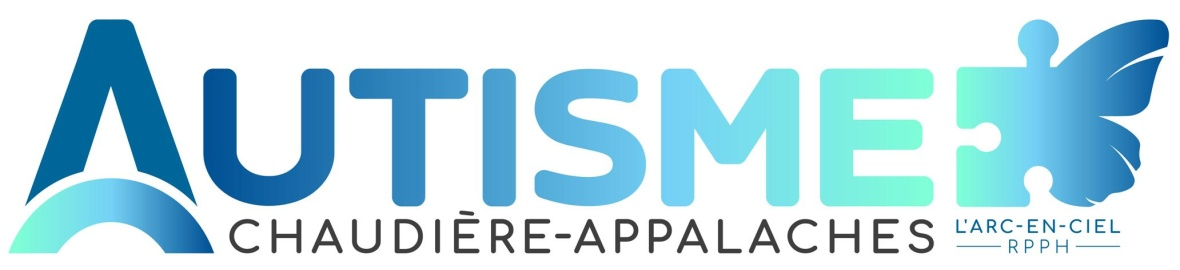 AUTISME
CHAUDIÈRE-APPALACHES
L'ARC-EN-CIEL
RPPH